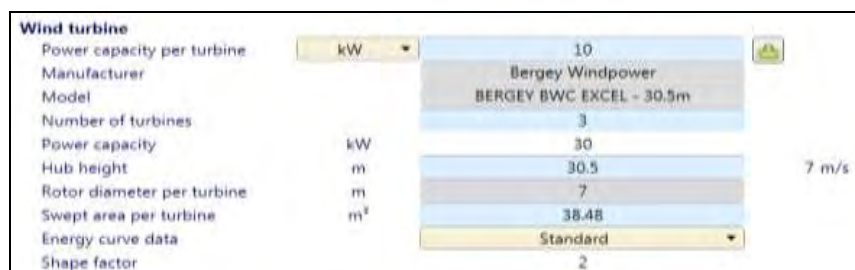 Wind turbine
Power capacity per turbine kW 10
Manufacturer Bergey Windpower
Model BERGEY BWC EXCEL - 30.5m
Number of turbines 3
Power capacity kW 30
Hub height m 30.5 7 m/s
Rotor diameter per turbine m 7
Swept area per turbine m² 38.48
Energy curve data Standard
Shape factor 2